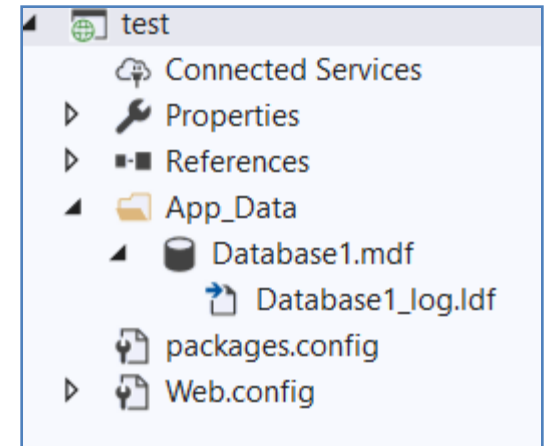 test
Connected Services
Properties
References
App_Data
Database1.mdf
Database1_log.ldf
packages.config
Web.config